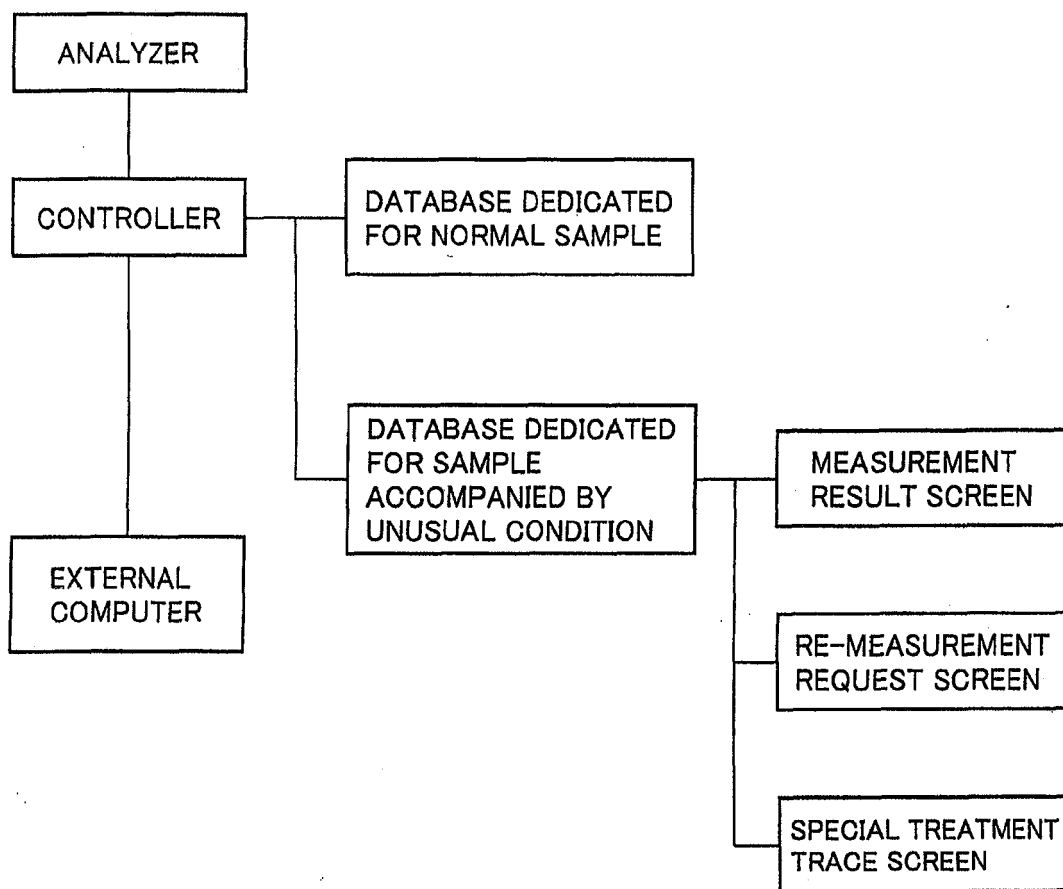 ANALYZER
CONTROLLER
DATABASE DEDICATED
FOR NORMAL SAMPLE
DATABASE DEDICATED
FOR SAMPLE
ACCOMPANIED BY
UNUSUAL CONDITION
MEASUREMENT
RESULT SCREEN
EXTERNAL
COMPUTER
RE-MEASUREMENT
REQUEST SCREEN
SPECIAL TREATMENT
TRACE SCREEN